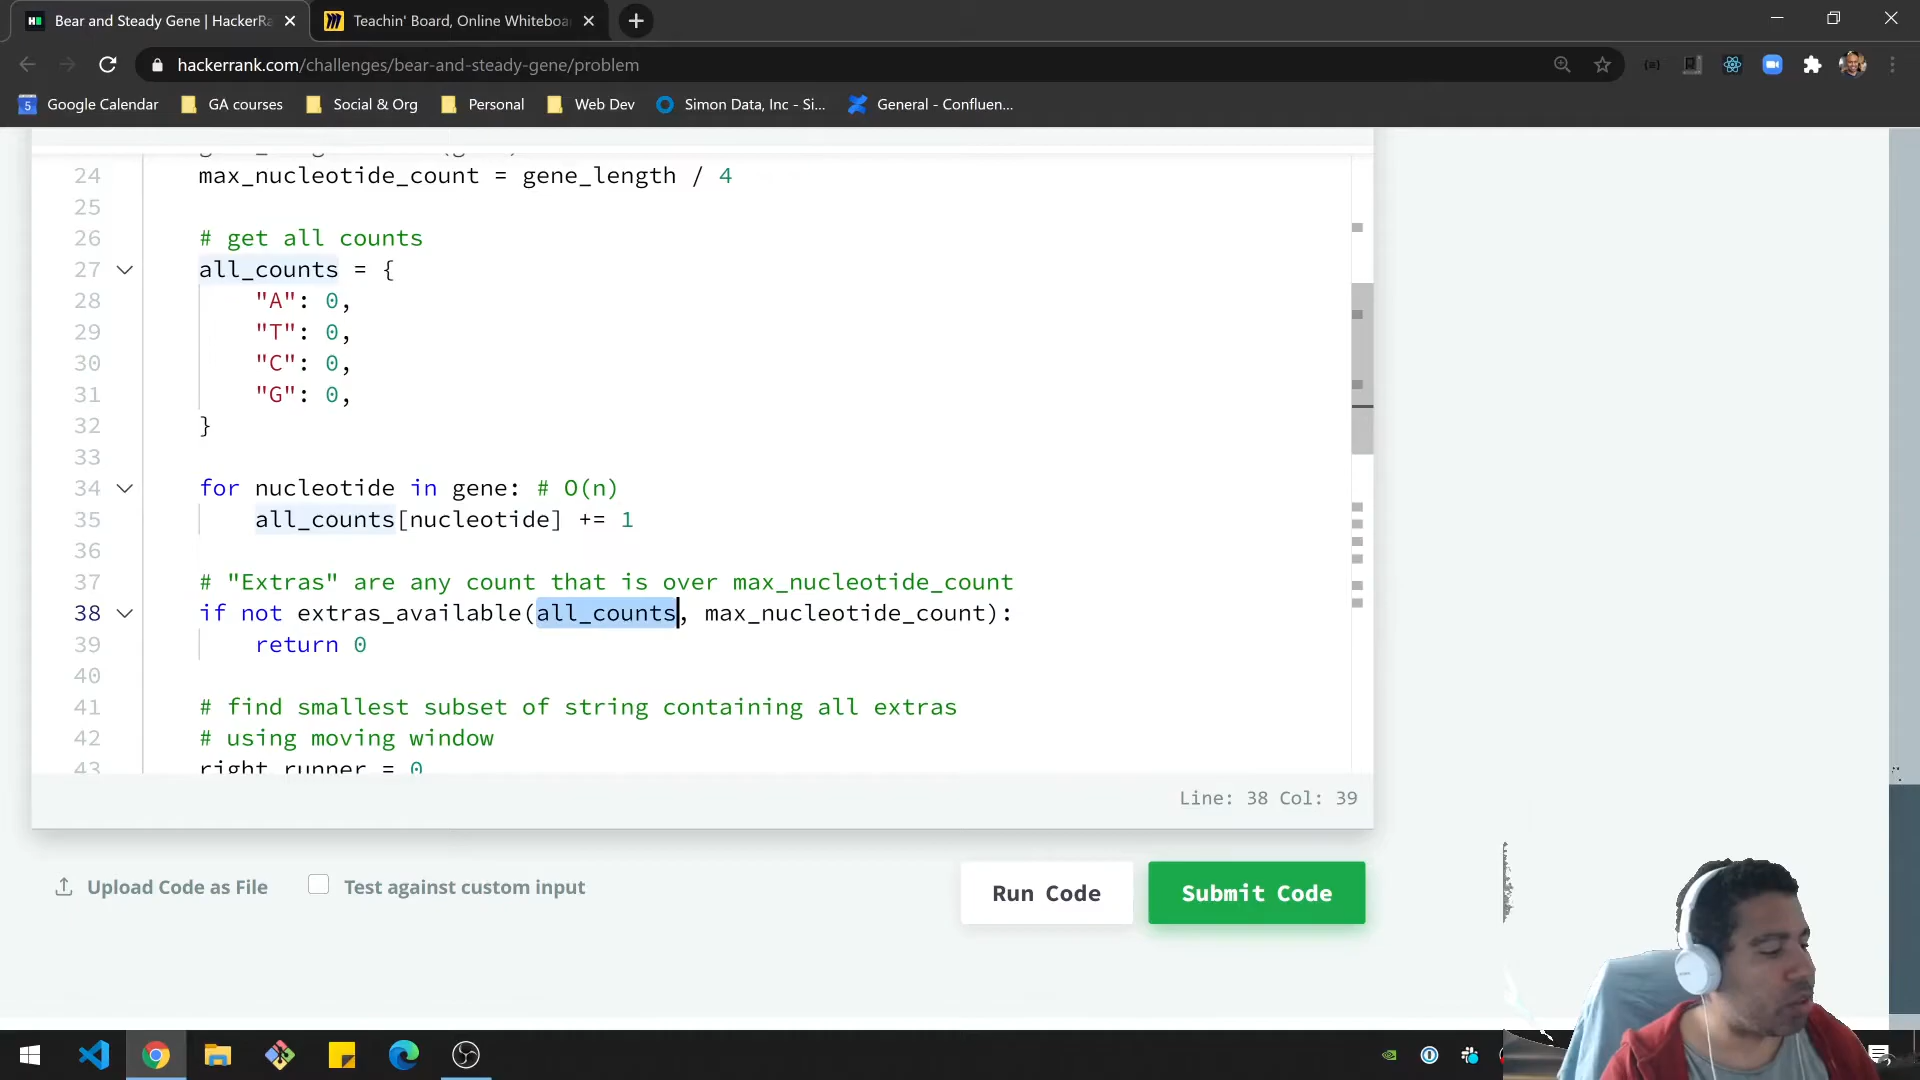 Bear and Steady Gene | HackerRa
Teachin' Board, Online Whiteboa
hackerrank.com/challenges/bear-and-steady-gene/problem
Google Calendar
GA courses
Social & Org
Personal
Web Dev
Simon Data, Inc - Si...
General - Confluen...
24 max_nucleotide_count = gene_length / 4
25
26 # get all counts
27 all_counts = {
28 "A": 0,
29 "T": 0,
30 "C": 0,
31 "G": 0,
32 }
33
34 for nucleotide in gene: # O(n)
35 all_counts[nucleotide] += 1
36
37 # "Extras" are any count that is over max_nucleotide_count
38 if not extras_available(all_counts, max_nucleotide_count):
39 return 0
40
41 # find smallest subset of string containing all extras
42 # using moving window
43 right_runner = 0
Line: 38 Col: 39
Upload Code as File
Test against custom input
Run Code
Submit Code